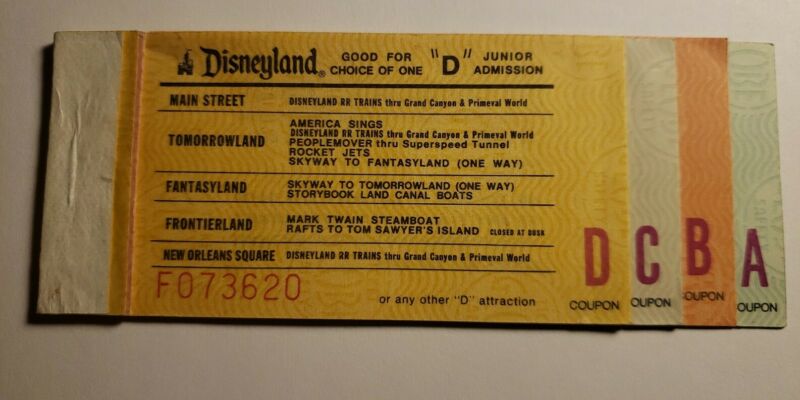 Disneyland® GOOD FOR "D" JUNIOR
CHOICE OF ONE ADMISSION
MAIN STREET DISNEYLAND RR TRAINS thru Grand Canyon & Primeval World
AMERICA SINGS
DISNEYLAND RR TRAINS thru Grand Canyon & Primeval World
TOMORROWLAND PEOPLEMOVER thru Superspeed Tunnel
ROCKET JETS
SKYWAY TO FANTASYLAND (ONE WAY)
FANTASYLAND SKYWAY TO TOMORROWLAND (ONE WAY)
STORYBOOK LAND CANAL BOATS
FRONTIERLAND MARK TWAIN STEAMBOAT
RAFTS TO TOM SAWYER'S ISLAND CLOSED AT DUSK
NEW ORLEANS SQUARE DISNEYLAND RR TRAINS thru Grand Canyon & Primeval World
F073620
or any other "D" attraction
D
COUPON
C
COUPON
B
OUPON
A
OUPON